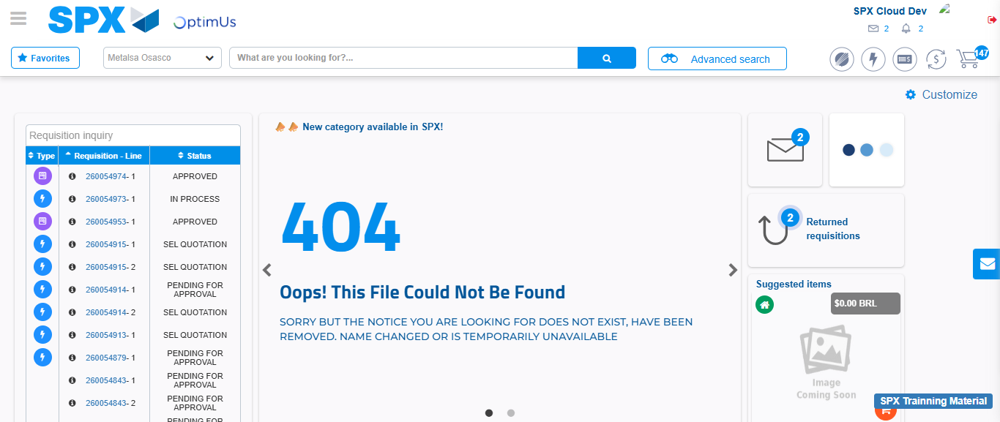 SPX
OptimUs
SPX Cloud Dev
2
2
Favorites
Metalsa Osasco
What are you looking for?...
Advanced search
147
Customize
Requisition inquiry
Type
Requisition - Line
Status
260054974- 1
APPROVED
260054973- 1
IN PROCESS
260054953- 1
APPROVED
260054915- 1
SEL QUOTATION
260054915- 2
SEL QUOTATION
260054914- 1
PENDING FOR
APPROVAL
260054914- 2
SEL QUOTATION
260054913- 1
SEL QUOTATION
260054879- 1
PENDING FOR
APPROVAL
260054843- 1
PENDING FOR
APPROVAL
260054843- 2
PENDING FOR
APPROVAL
PENDING FOR
New category available in SPX!
404
Oops! This File Could Not Be Found
SORRY BUT THE NOTICE YOU ARE LOOKING FOR DOES NOT EXIST, HAVE BEEN
REMOVED. NAME CHANGED OR IS TEMPORARILY UNAVAILABLE
2
2
Returned
requisitions
Suggested items
$0.00 BRL
Image
Coming Soon
SPX Trainning Material